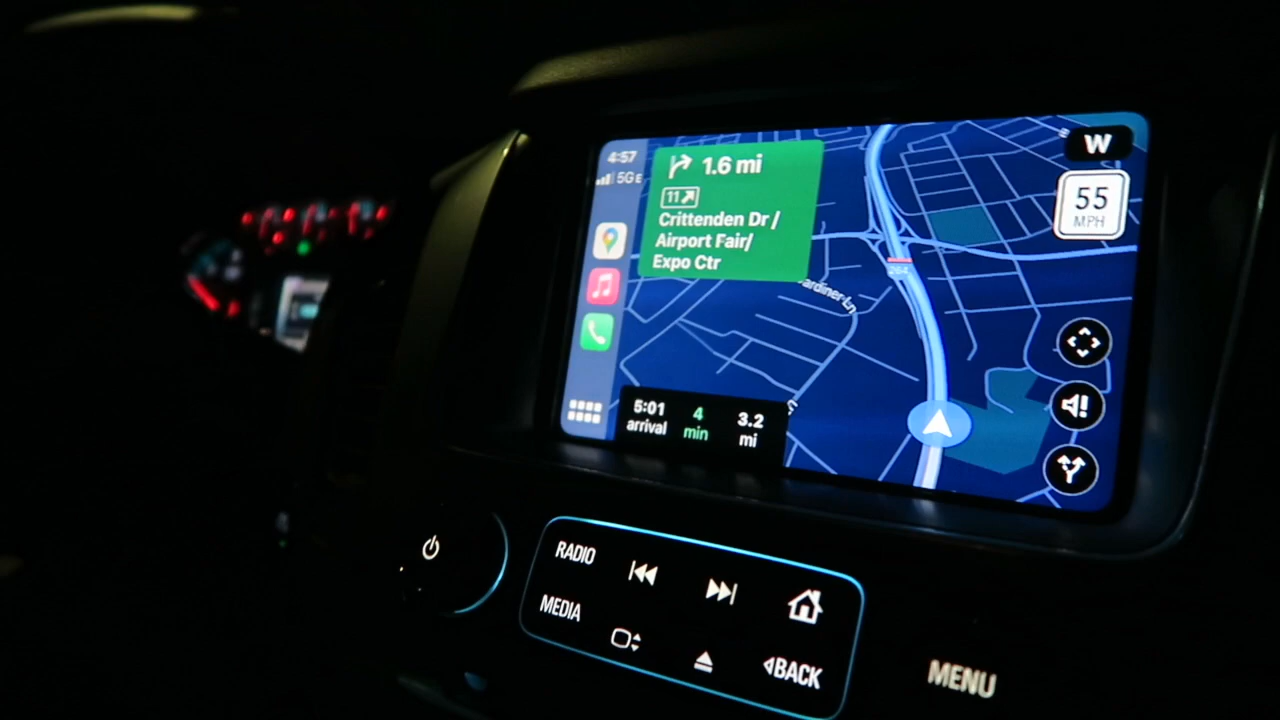 4:57
5G E
1.6 mi
11
Crittenden Dr /
Airport Fair/
Expo Ctr
W
55
MPH
264
ardiner-Ln
5:01
arrival
4
min
3.2
mi
RADIO
MEDIA
BACK
MENU